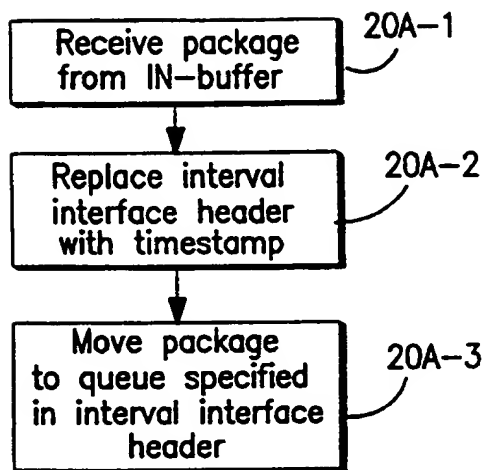 Receive package
from IN-buffer
20A-1
Replace interval
interface header
with timestamp
20A-2
Move package
to queue specified
in interval interface
header
20A-3